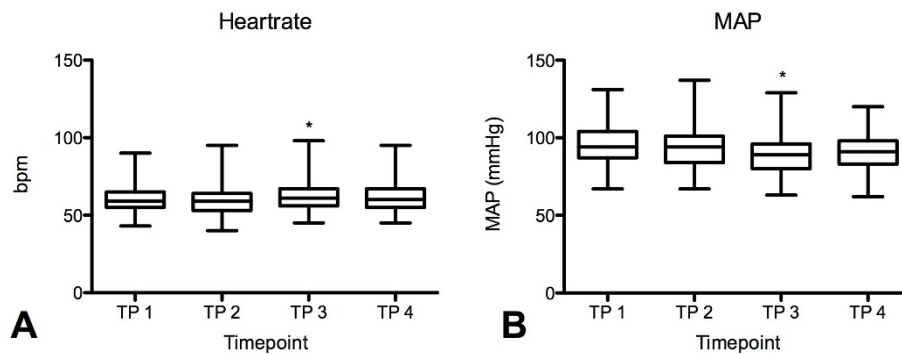 Heartrate
150
100
50
0
bpm
*
TP 1 TP 2 TP 3 TP 4
Timepoint
A
MAP
150
100
50
0
MAP (mmHg)
*
TP 1 TP 2 TP 3 TP 4
Timepoint
B